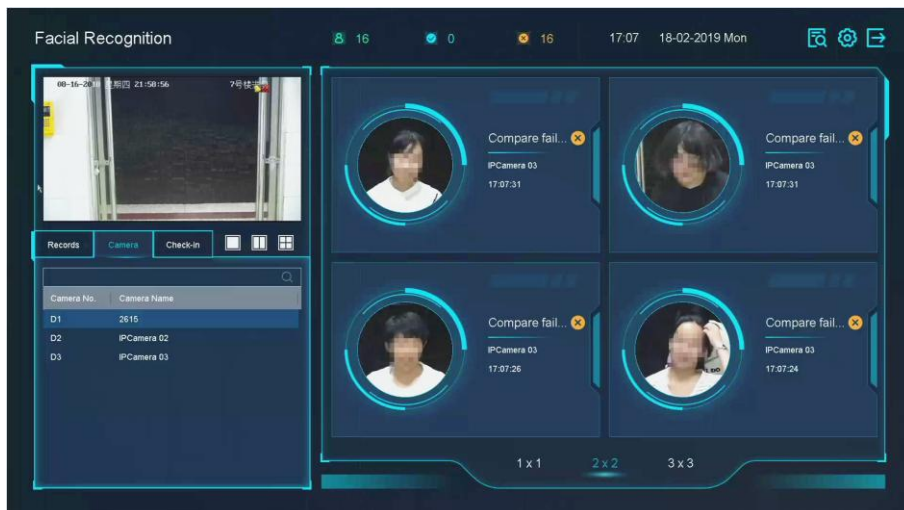 Facial Recognition
16
0
16
17:07 18-02-2019 Mon
21:58:56
7号楼
Records
Camera
Check-in
Camera No.
Camera Name
D1
2615
D2
IPCamera 02
D3
IPCamera 03
Compare fail...
IPCamera 03
17:07:31
Compare fail...
IPCamera 03
17:07:31
Compare fail...
IPCamera 03
17:07:26
Compare fail...
IPCamera 03
17:07:24
1 x 1
2 x 2
3 x 3